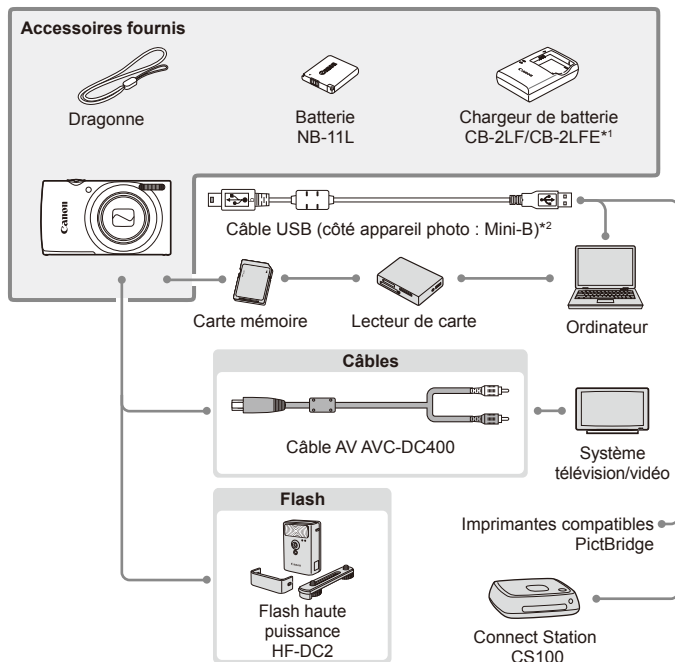 Accessoires fournis
Dragonne
Batterie
NB-11L
Chargeur de batterie
CB-2LF/CB-2LFE*1
Canon
Câble USB (côté appareil photo : Mini-B)*2
Carte mémoire
Lecteur de carte
Ordinateur
Câbles
Câble AV AVC-DC400
Système
télévision/vidéo
Flash
Flash haute
puissance
HF-DC2
Imprimantes compatibles
PictBridge
Connect Station
CS100